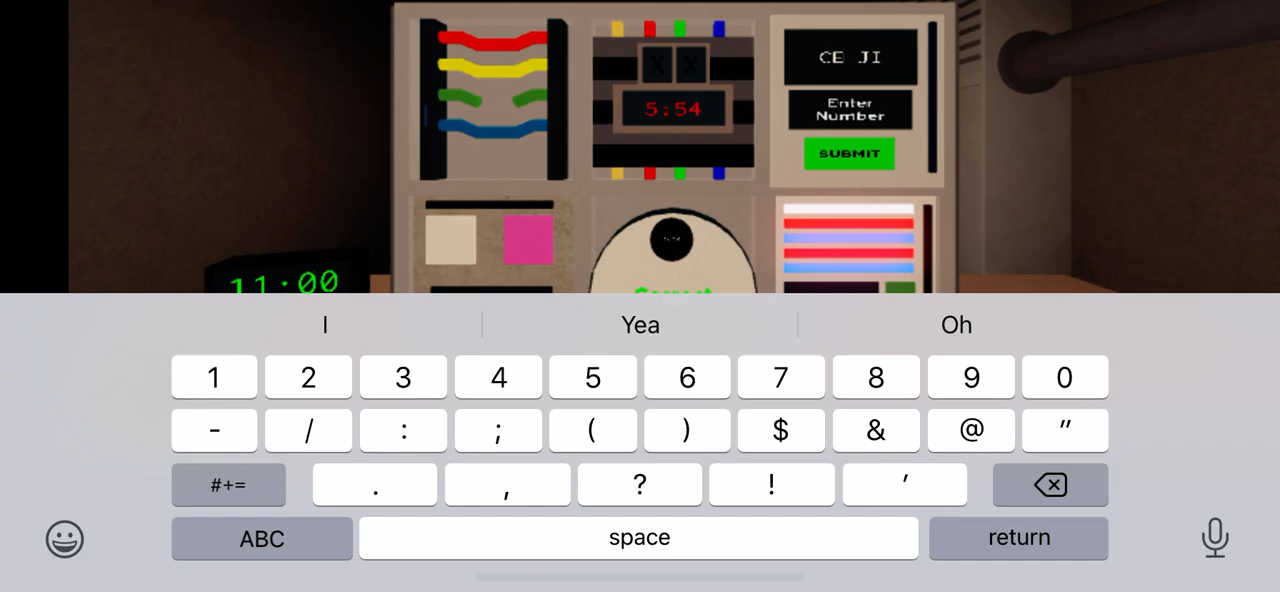 CE JI
X X
5:54
Enter
Number
SUBMIT
11:00
Correct
I Yea Oh
1 2 3 4 5 6 7 8 9 0
- / : ; ( ) $ & @ ”
#+= . , ? ! ’
ABC space return